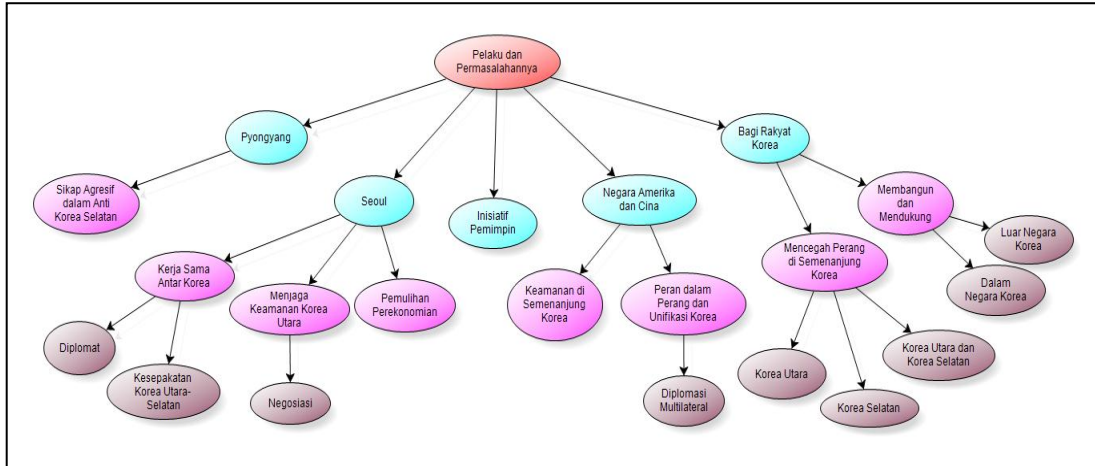 Pelaku dan
Permasalahannya
Pyongyang
Bagi Rakyat
Korea
Sikap Agresif
dalam Anti
Korea Selatan
Seoul
Inisiatif
Pemimpin
Negara Amerika
dan Cina
Membangun
dan
Mendukung
Luar Negara
Korea
Dalam
Negara Korea
Kerja Sama
Antar Korea
Menjaga
Keamanan Korea
Utara
Pemulihan
Perekonomian
Keamanan di
Semenanjung
Korea
Peran dalam
Perang dan
Unifikasi Korea
Mencegah Perang
di Semenanjung
Korea
Diplomat
Kesepakatan
Korea Utara-
Selatan
Negosiasi
Diplomasi
Multilateral
Korea Utara
Korea Selatan
Korea Utara dan
Korea Selatan